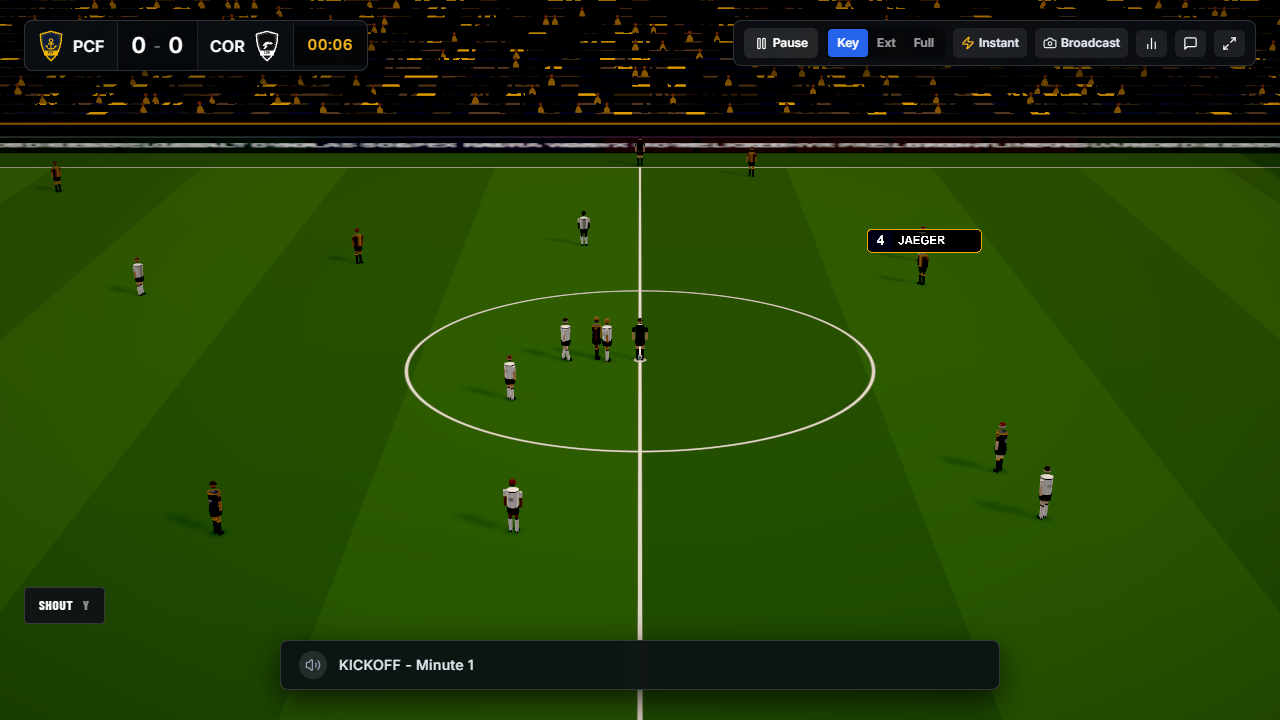 PCF
0 - 0
COR
00:06
Pause
Key
Ext
Full
Instant
Broadcast
4 JAEGER
SHOUT Y
KICKOFF - Minute 1